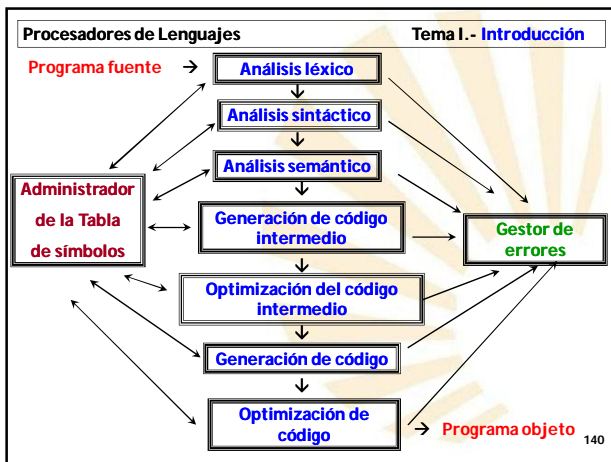 Procesadores de Lenguajes Tema I.- Introducción
Programa fuente → Análisis léxico
Análisis sintáctico
Análisis semántico
Administrador
de la Tabla
de símbolos
Generación de código
intermedio
Gestor de
errores
Optimización del código
intermedio
Generación de código
Optimización de
código
→ Programa objeto
140